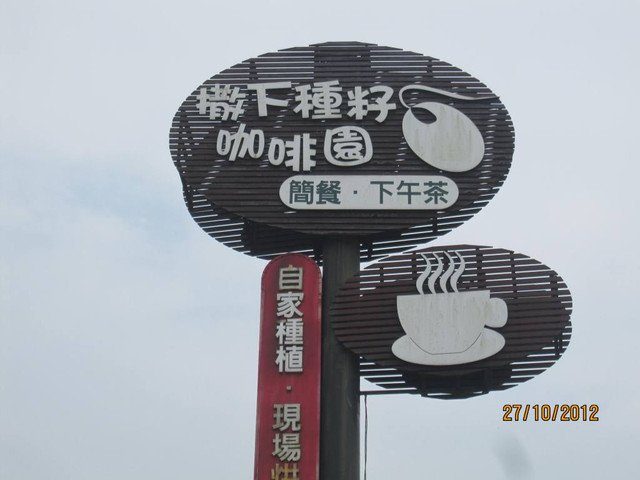 撒下種籽
咖啡園
簡餐·下午茶
自家種植·現場烘
27/10/2012